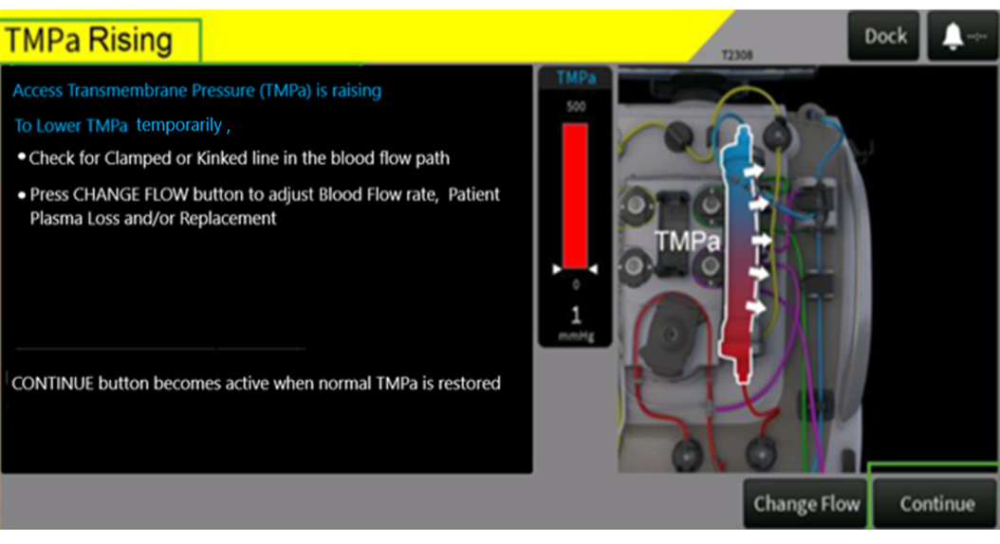 TMPa Rising
T2308
Dock
--:--
Access Transmembrane Pressure (TMPa) is raising
To Lower TMPa temporarily ,
• Check for Clamped or Kinked line in the blood flow path
• Press CHANGE FLOW button to adjust Blood Flow rate, Patient
Plasma Loss and/or Replacement
CONTINUE button becomes active when normal TMPa is restored
TMPa
500
0
1
mmHg
TMPa
Change Flow
Continue